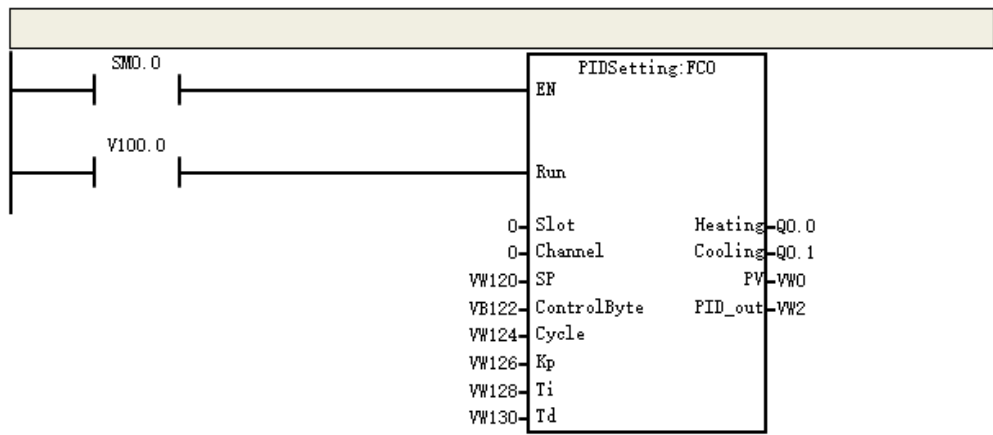 SM0.0
PIDSetting:FC0
EN
V100.0
Run
0 Slot Heating Q0.0
0 Channel Cooling Q0.1
VW120 SP PV VW0
VB122 ControlByte PID_out VW2
VW124 Cycle
VW126 Kp
VW128 Ti
VW130 Td